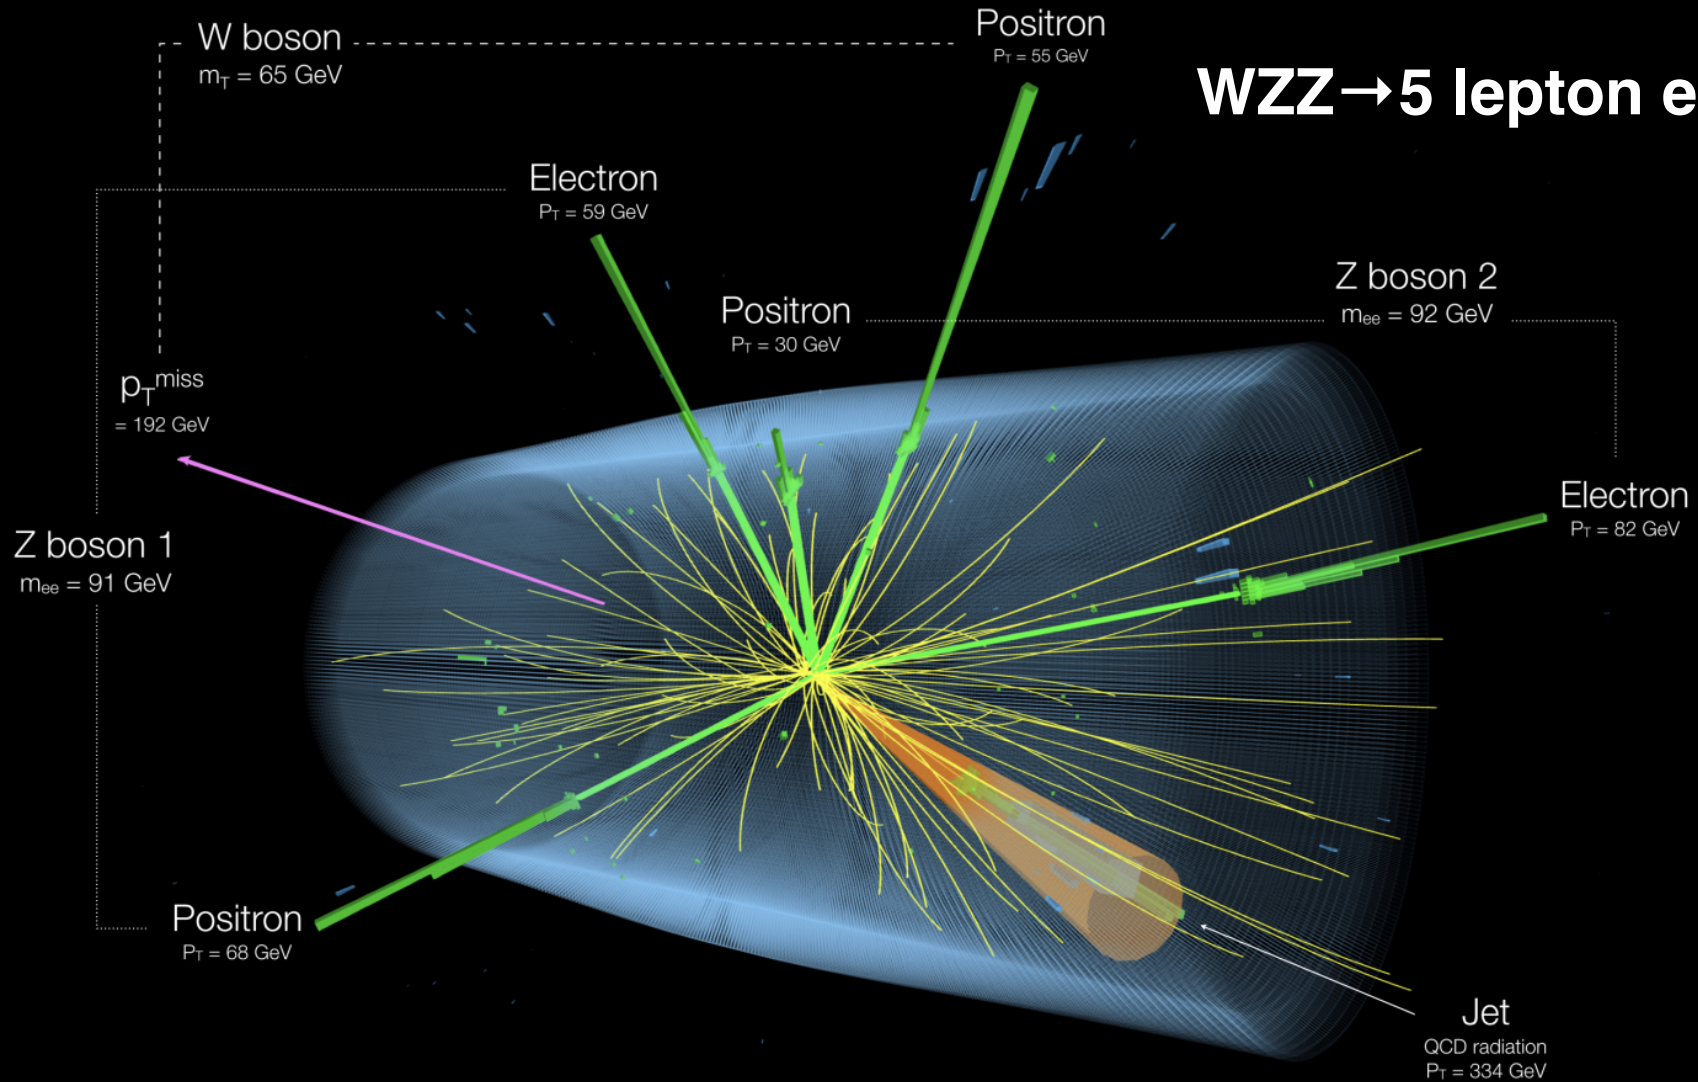 W boson
mT = 65 GeV
Positron
PT = 55 GeV
WZZ→5 lepton e
Electron
PT = 59 GeV
Positron
PT = 30 GeV
Z boson 2
mee = 92 GeV
pTmiss
= 192 GeV
Electron
PT = 82 GeV
Z boson 1
mee = 91 GeV
Positron
PT = 68 GeV
Jet
QCD radiation
PT = 334 GeV